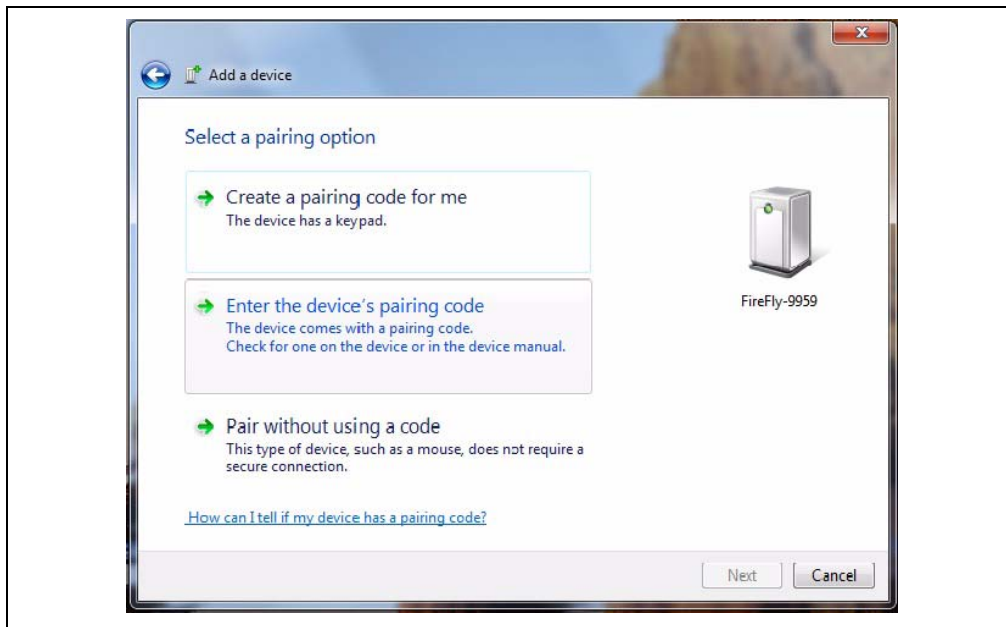 Add a device
Select a pairing option
Create a pairing code for me
The device has a keypad.
Enter the device's pairing code
The device comes with a pairing code.
Check for one on the device or in the device manual.
FireFly-9959
Pair without using a code
This type of device, such as a mouse, does not require a
secure connection.
How can I tell if my device has a pairing code?
Next
Cancel